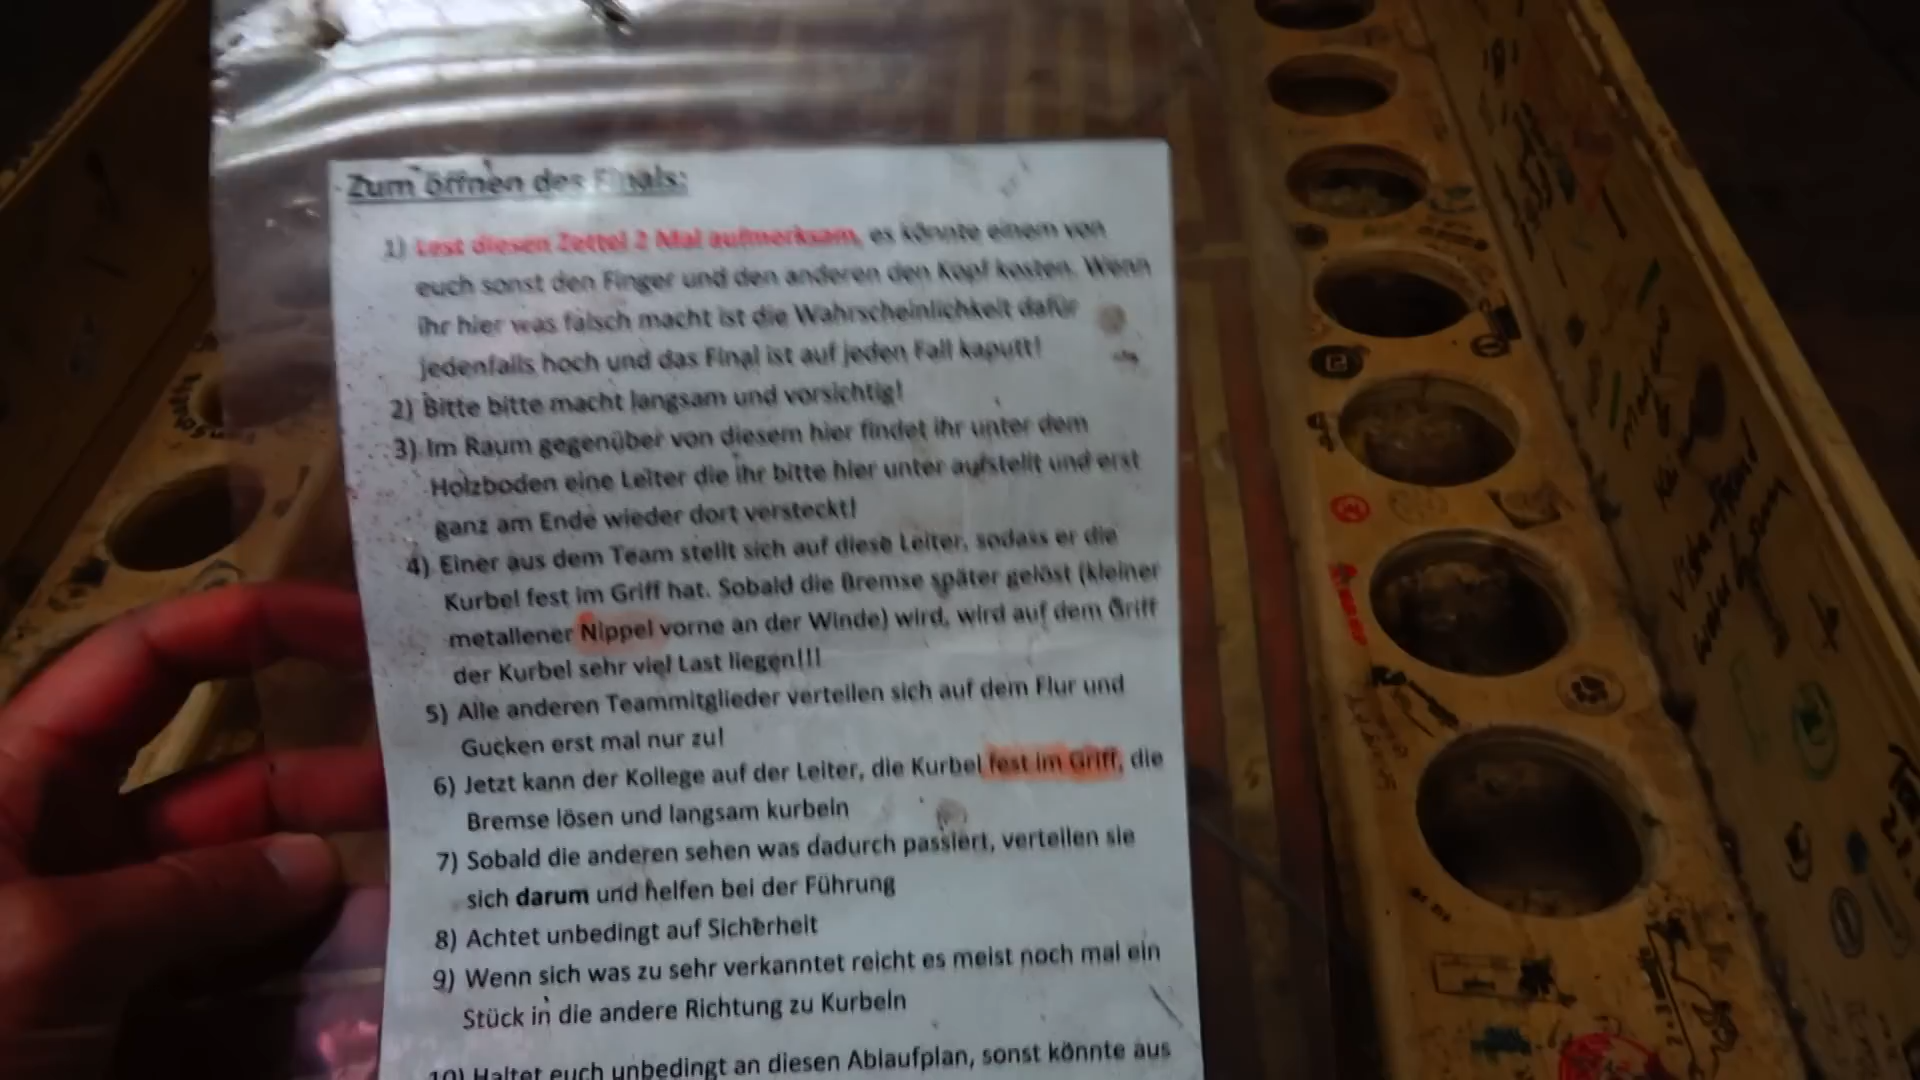 Zum öffnen des Finals:
1) Lest diesen Zettel 2 Mal aufmerksam, es könnte einem von
euch sonst den Finger und den anderen den Kopf kosten. Wenn
ihr hier was falsch macht ist die Wahrscheinlichkeit dafür
jedenfalls hoch und das Final ist auf jeden Fall kaputt!
2) Bitte bitte macht langsam und vorsichtig!
3) Im Raum gegenüber von diesem hier findet ihr unter dem
Holzboden eine Leiter die ihr bitte hier unter aufstellt und erst
ganz am Ende wieder dort versteckt!
4) Einer aus dem Team stellt sich auf diese Leiter, sodass er die
Kurbel fest im Griff hat. Sobald die Bremse später gelöst (kleiner
metallener Nippel vorne an der Winde) wird, wird auf dem Griff
der Kurbel sehr viel Last liegen!!!
5) Alle anderen Teammitglieder verteilen sich auf dem Flur und
Gucken erst mal nur zu!
6) Jetzt kann der Kollege auf der Leiter, die Kurbel fest im Griff, die
Bremse lösen und langsam kurbeln
7) Sobald die anderen sehen was dadurch passiert, verteilen sie
sich darum und helfen bei der Führung
8) Achtet unbedingt auf Sicherheit
9) Wenn sich was zu sehr verkanntet reicht es meist noch mal ein
Stück in die andere Richtung zu Kurbeln
10) Haltet euch unbedingt an diesen Ablaufplan, sonst könnte aus